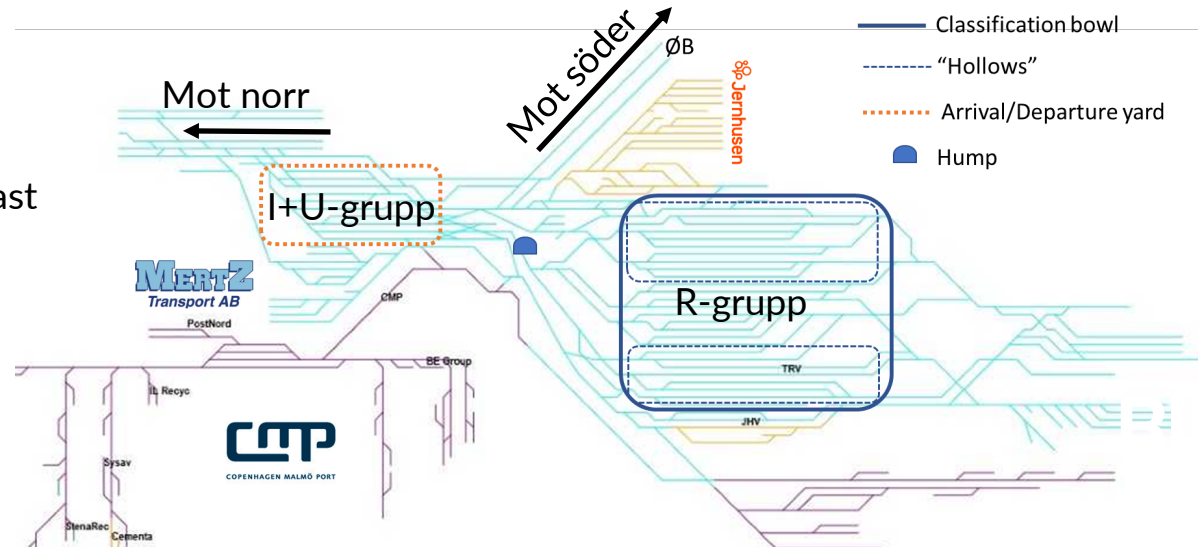 Classification bowl
"Hollows"
Arrival/Departure yard
Hump
Mot söder
ØB
Jernhusen
Mot norr
ast
I+U-grupp
MERTZ
Transport AB
CMP
PostNord
R-grupp
BE Group
TRV
IL Recyc
JHV
cmp
COPENHAGEN MALMÖ PORT
Sysav
StenaRec
Cementa